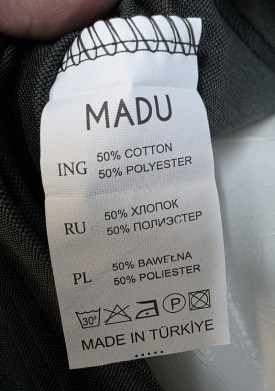 MADU
ING 50% COTTON
50% POLYESTER
RU 50% ХЛОПОК
50% ПОЛИЭСТЕР
PL 50% BAWEŁNA
50% POLIESTER
30° P
MADE IN TÜRKİYE